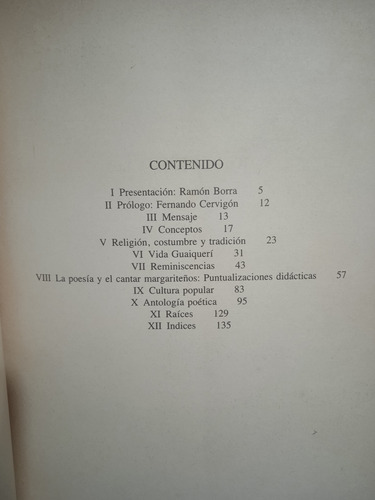 CONTENIDO
I Presentación: Ramón Borra 5
II Prólogo: Fernando Cervigón 12
III Mensaje 13
IV Conceptos 17
V Religión, costumbre y tradición 23
VI Vida Guaiquerí 31
VII Reminiscencias 43
VIII La poesía y el cantar margariteños: Puntualizaciones didácticas 57
IX Cultura popular 83
X Antología poética 95
XI Raíces 129
XII Indices 135